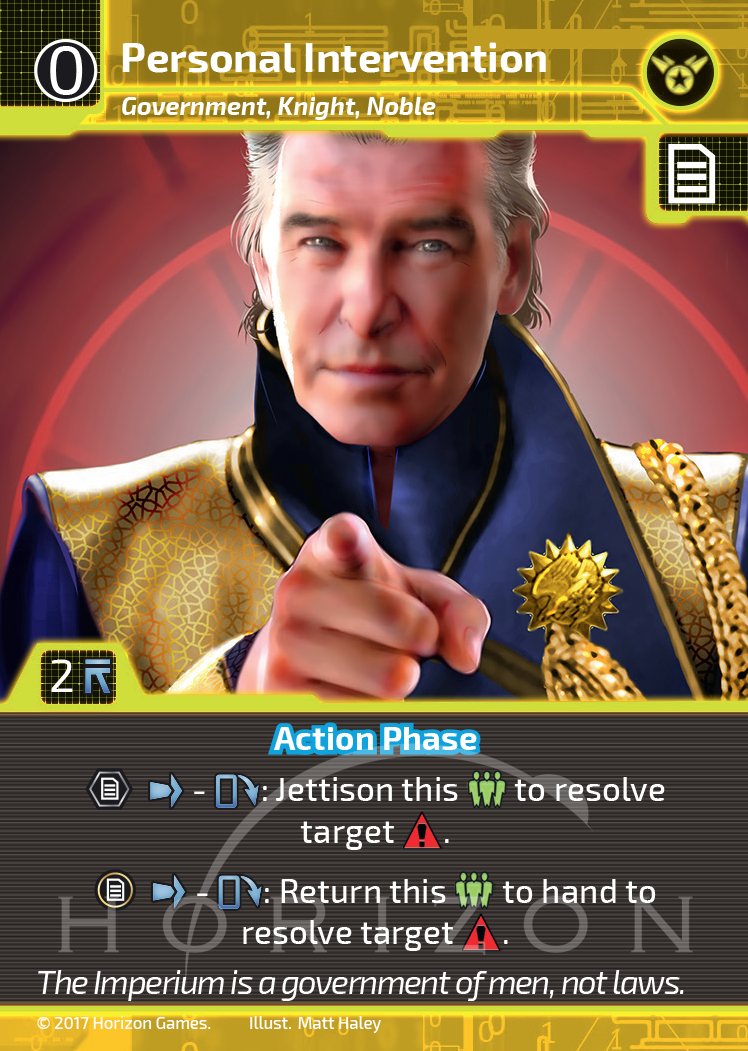 0
Personal Intervention
Government, Knight, Noble
2
Action Phase
- : Jettison this to resolve
target ! .
- : Return this to hand to
resolve target ! .
HORIZON
The Imperium is a government of men, not laws.
© 2017 Horizon Games. Illust. Matt Haley